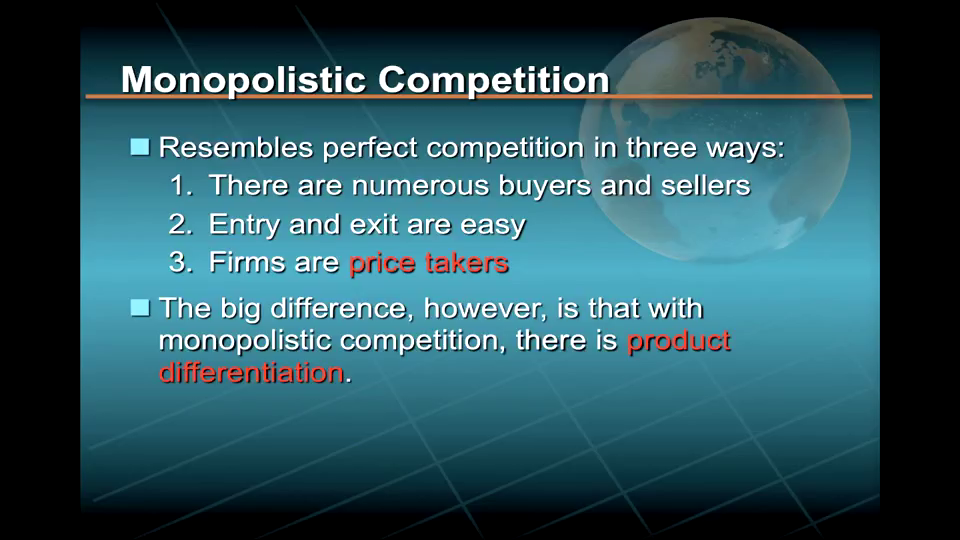 Monopolistic Competition
Resembles perfect competition in three ways:
1. There are numerous buyers and sellers
2. Entry and exit are easy
3. Firms are price takers
The big difference, however, is that with
monopolistic competition, there is product
differentiation.